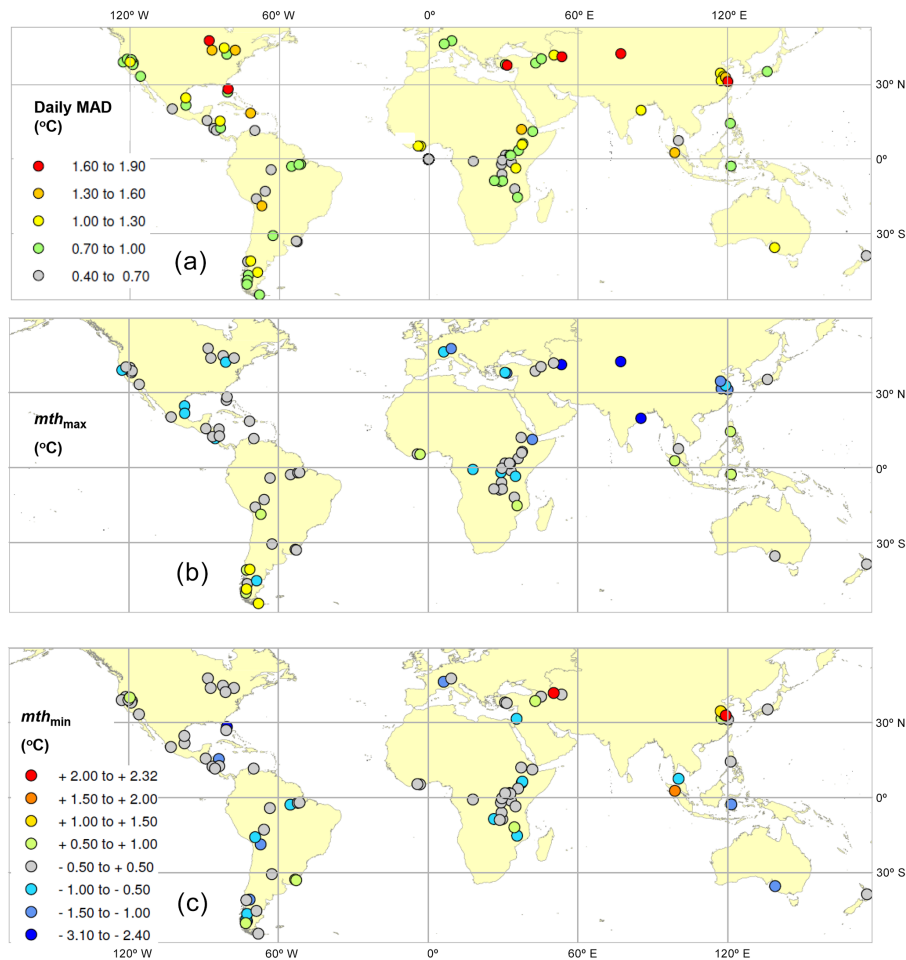 120° W 60° W 0° 60° E 120° E
30° N
Daily MAD
(°C)
0°
1.60 to 1.90
1.30 to 1.60
1.00 to 1.30
30° S
0.70 to 1.00
(a)
0.40 to 0.70
30° N
mthmax
(°C)
0°
30° S
(b)
mthmin
30° N
(°C)
+ 2.00 to + 2.32
+ 1.50 to + 2.00
0°
+ 1.00 to + 1.50
+ 0.50 to + 1.00
- 0.50 to + 0.50
30° S
- 1.00 to - 0.50
(c)
- 1.50 to - 1.00
- 3.10 to - 2.40
120° W 60° W 0° 60° E 120° E